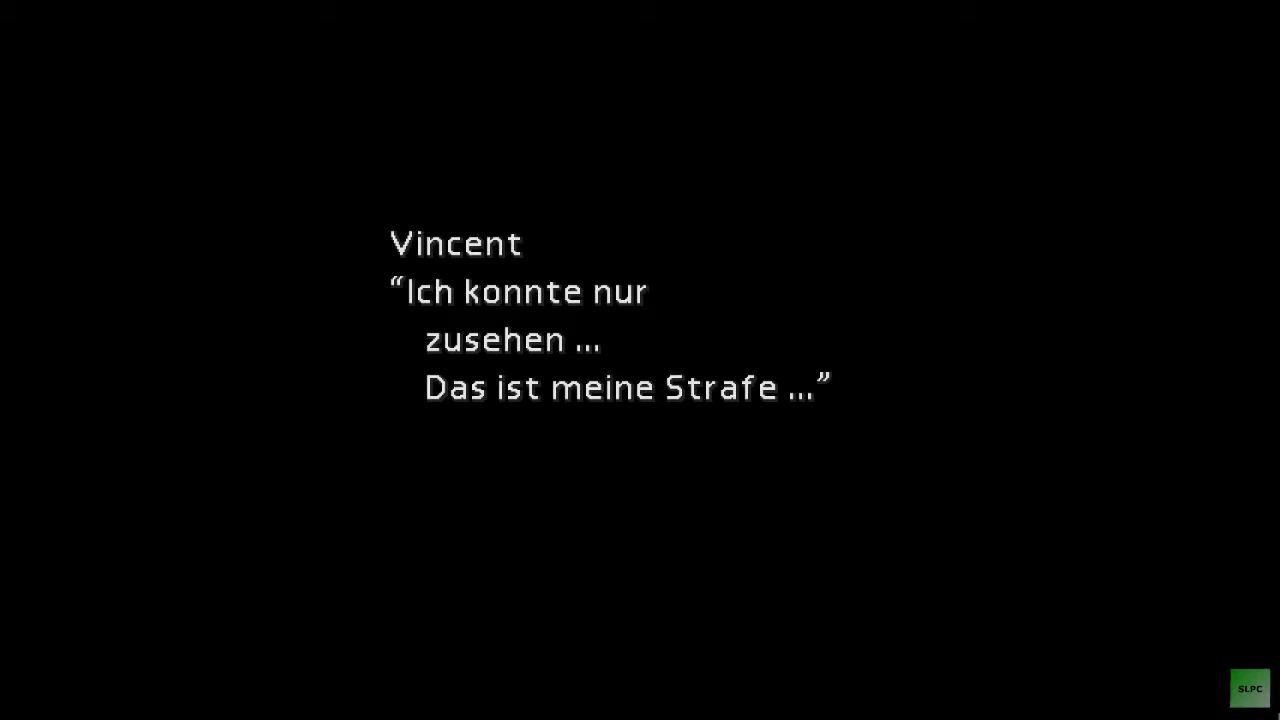 Vincent
“Ich konnte nur
zusehen ...
Das ist meine Strafe ...”
SLPC